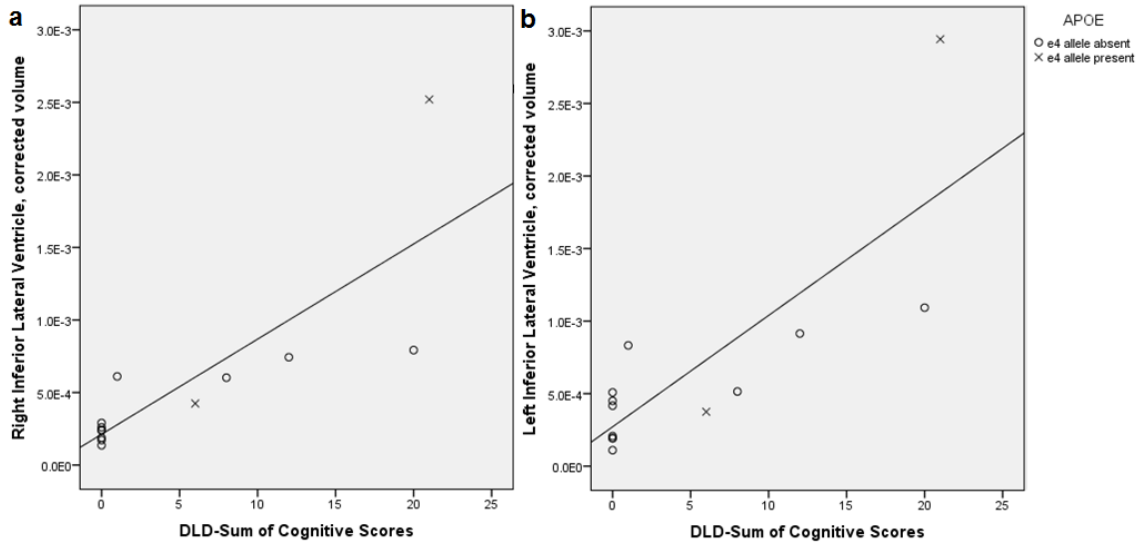 a
Right Inferior Lateral Ventricle, corrected volume
3.0E-3
2.5E-3
2.0E-3
1.5E-3
1.0E-3
5.0E-4
0.0E0
0 5 10 15 20 25
DLD-Sum of Cognitive Scores
b
Left Inferior Lateral Ventricle, corrected volume
3.0E-3
2.5E-3
2.0E-3
1.5E-3
1.0E-3
5.0E-4
0.0E0
0 5 10 15 20 25
DLD-Sum of Cognitive Scores
APOE
e4 allele absent
e4 allele present